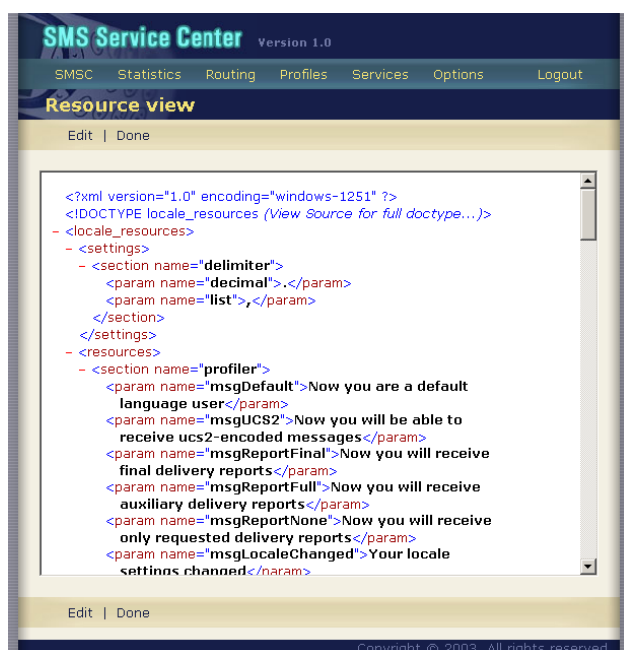 SMS Service Center Version 1.0
SMSC Statistics Routing Profiles Services Options Logout
Resource view
Edit | Done
<?xml version="1.0" encoding="windows-1251" ?>
<!DOCTYPE locale_resources (View Source for full doctype...)>
- <locale_resources>
- <settings>
- <section name="delimiter">
<param name="decimal">.</param>
<param name="list">,</param>
</section>
</settings>
- <resources>
- <section name="profiler">
<param name="msgDefault">Now you are a default
language user</param>
<param name="msgUCS2">Now you will be able to
receive ucs2-encoded messages</param>
<param name="msgReportFinal">Now you will receive
final delivery reports</param>
<param name="msgReportFull">Now you will receive
auxiliary delivery reports</param>
<param name="msgReportNone">Now you will receive
only requested delivery reports</param>
<param name="msgLocaleChanged">Your locale
settings changed</param>
Edit | Done
Copyright © 2003. All rights reserved